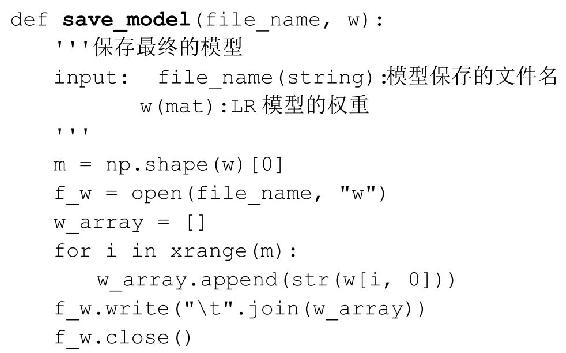 def save_model(file_name, w):
    '''保存最终的模型
    input:  file_name(string):模型保存的文件名
            w(mat):LR模型的权重
    '''
    m = np.shape(w)[0]
    f_w = open(file_name, "w")
    w_array = []
    for i in xrange(m):
        w_array.append(str(w[i, 0]))
    f_w.write("\t".join(w_array))
    f_w.close()